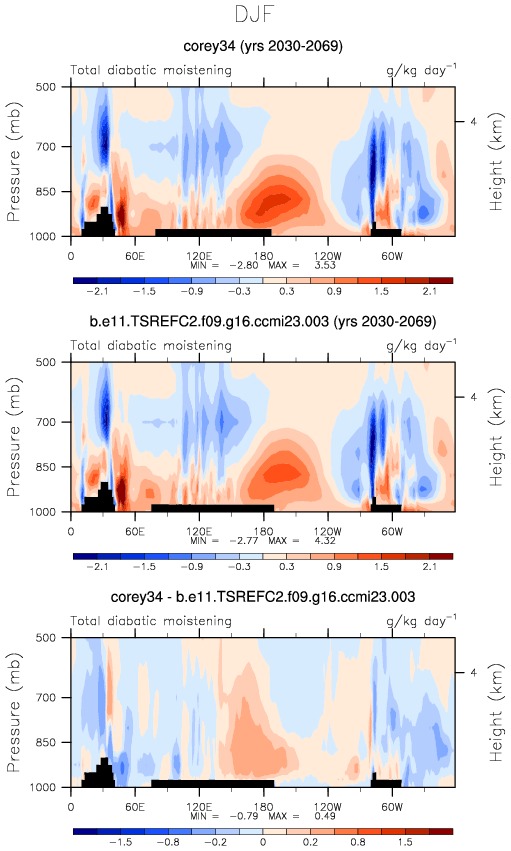 DJF
corey34 (yrs 2030-2069)
Total diabatic moistening g/kg day⁻¹
Pressure (mb)
500
700
850
1000
4
Height (km)
0 60E 120E 180 120W 60W
MIN = -2.80 MAX = 3.53
-2.1 -1.5 -0.9 -0.3 0.3 0.9 1.5 2.1
b.e11.TSREFC2.f09.g16.ccmi23.003 (yrs 2030-2069)
Total diabatic moistening g/kg day⁻¹
Pressure (mb)
500
700
850
1000
4
Height (km)
0 60E 120E 180 120W 60W
MIN = -2.77 MAX = 4.32
-2.1 -1.5 -0.9 -0.3 0.3 0.9 1.5 2.1
corey34 - b.e11.TSREFC2.f09.g16.ccmi23.003
Total diabatic moistening g/kg day⁻¹
Pressure (mb)
500
700
850
1000
4
Height (km)
0 60E 120E 180 120W 60W
MIN = -0.79 MAX = 0.49
-1.5 -0.8 -0.2 0 0.2 0.8 1.5